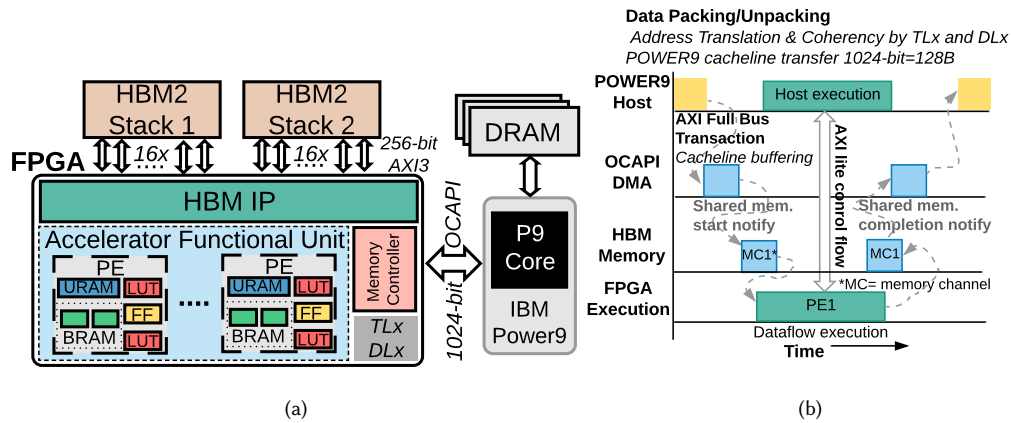 HBM2
Stack 1
HBM2
Stack 2
16x
16x
256-bit
AXI3
FPGA
HBM IP
Accelerator Functional Unit
PE
URAM
LUT
FF
BRAM
LUT
....
PE
URAM
LUT
FF
BRAM
LUT
Memory
Controller
TLx
DLx
1024-bit OCAPI
DRAM
P9
Core
IBM
Power9
(a)
Data Packing/Unpacking
Address Translation & Coherency by TLx and DLx
POWER9 cacheline transfer 1024-bit=128B
POWER9
Host
Host execution
AXI Full Bus
Transaction
Cacheline buffering
OCAPI
DMA
Shared mem.
start notify
AXI lite conrol flow
Shared mem.
completion notify
HBM
Memory
MC1*
MC1
*MC= memory channel
FPGA
Execution
PE1
Dataflow execution
Time
(b)